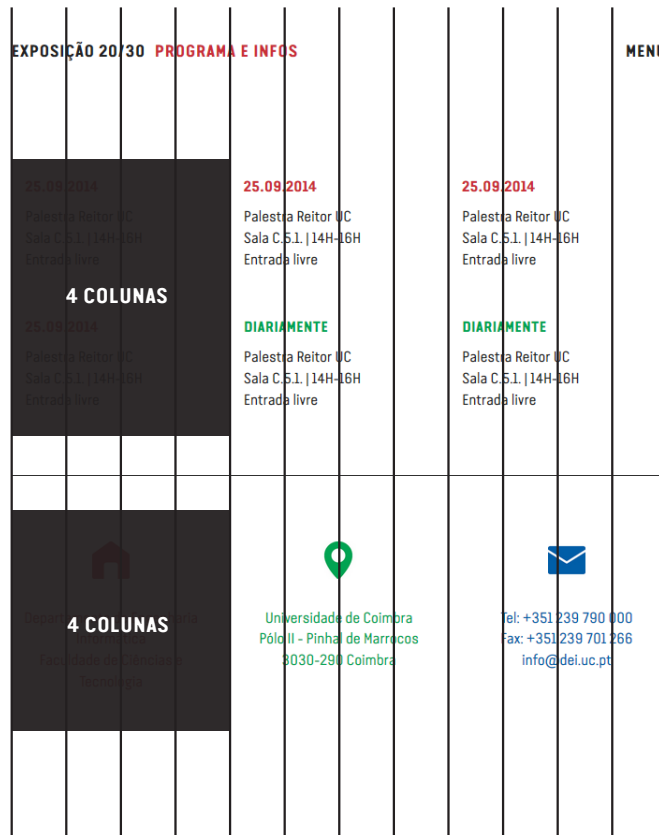 EXPOSIÇÃO 20/30 PROGRAMA E INFOS MENU
25.09.2014
Palestra Reitor UC
Sala C.5.1. | 14H-16H
Entrada livre
25.09.2014
Palestra Reitor UC
Sala C.5.1. | 14H-16H
Entrada livre
25.09.2014
Palestra Reitor UC
Sala C.5.1. | 14H-16H
Entrada livre
4 COLUNAS
25.09.2014
Palestra Reitor UC
Sala C.5.1. | 14H-16H
Entrada livre
DIARIAMENTE
Palestra Reitor UC
Sala C.5.1. | 14H-16H
Entrada livre
DIARIAMENTE
Palestra Reitor UC
Sala C.5.1. | 14H-16H
Entrada livre
4 COLUNAS
Faculdade de Ciências e
Tecnologia
Universidade de Coimbra
Pólo II - Pinhal de Marrocos
3030-290 Coimbra
Tel: +351 239 790 000
Fax: +351 239 701 266
info@dei.uc.pt